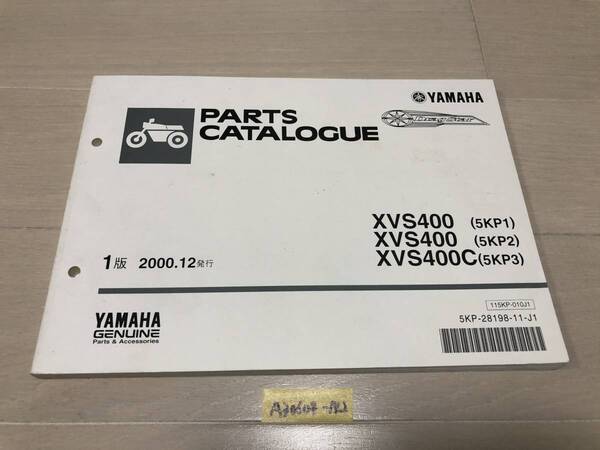 YAMAHA
PARTS
CATALOGUE
Dragstar
XVS400 (5KP1)
XVS400 (5KP2)
XVS400C(5KP3)
1版 2000.12発行
115KP-010J1
5KP-28198-11-J1
YAMAHA
GENUINE
Parts & Accessories